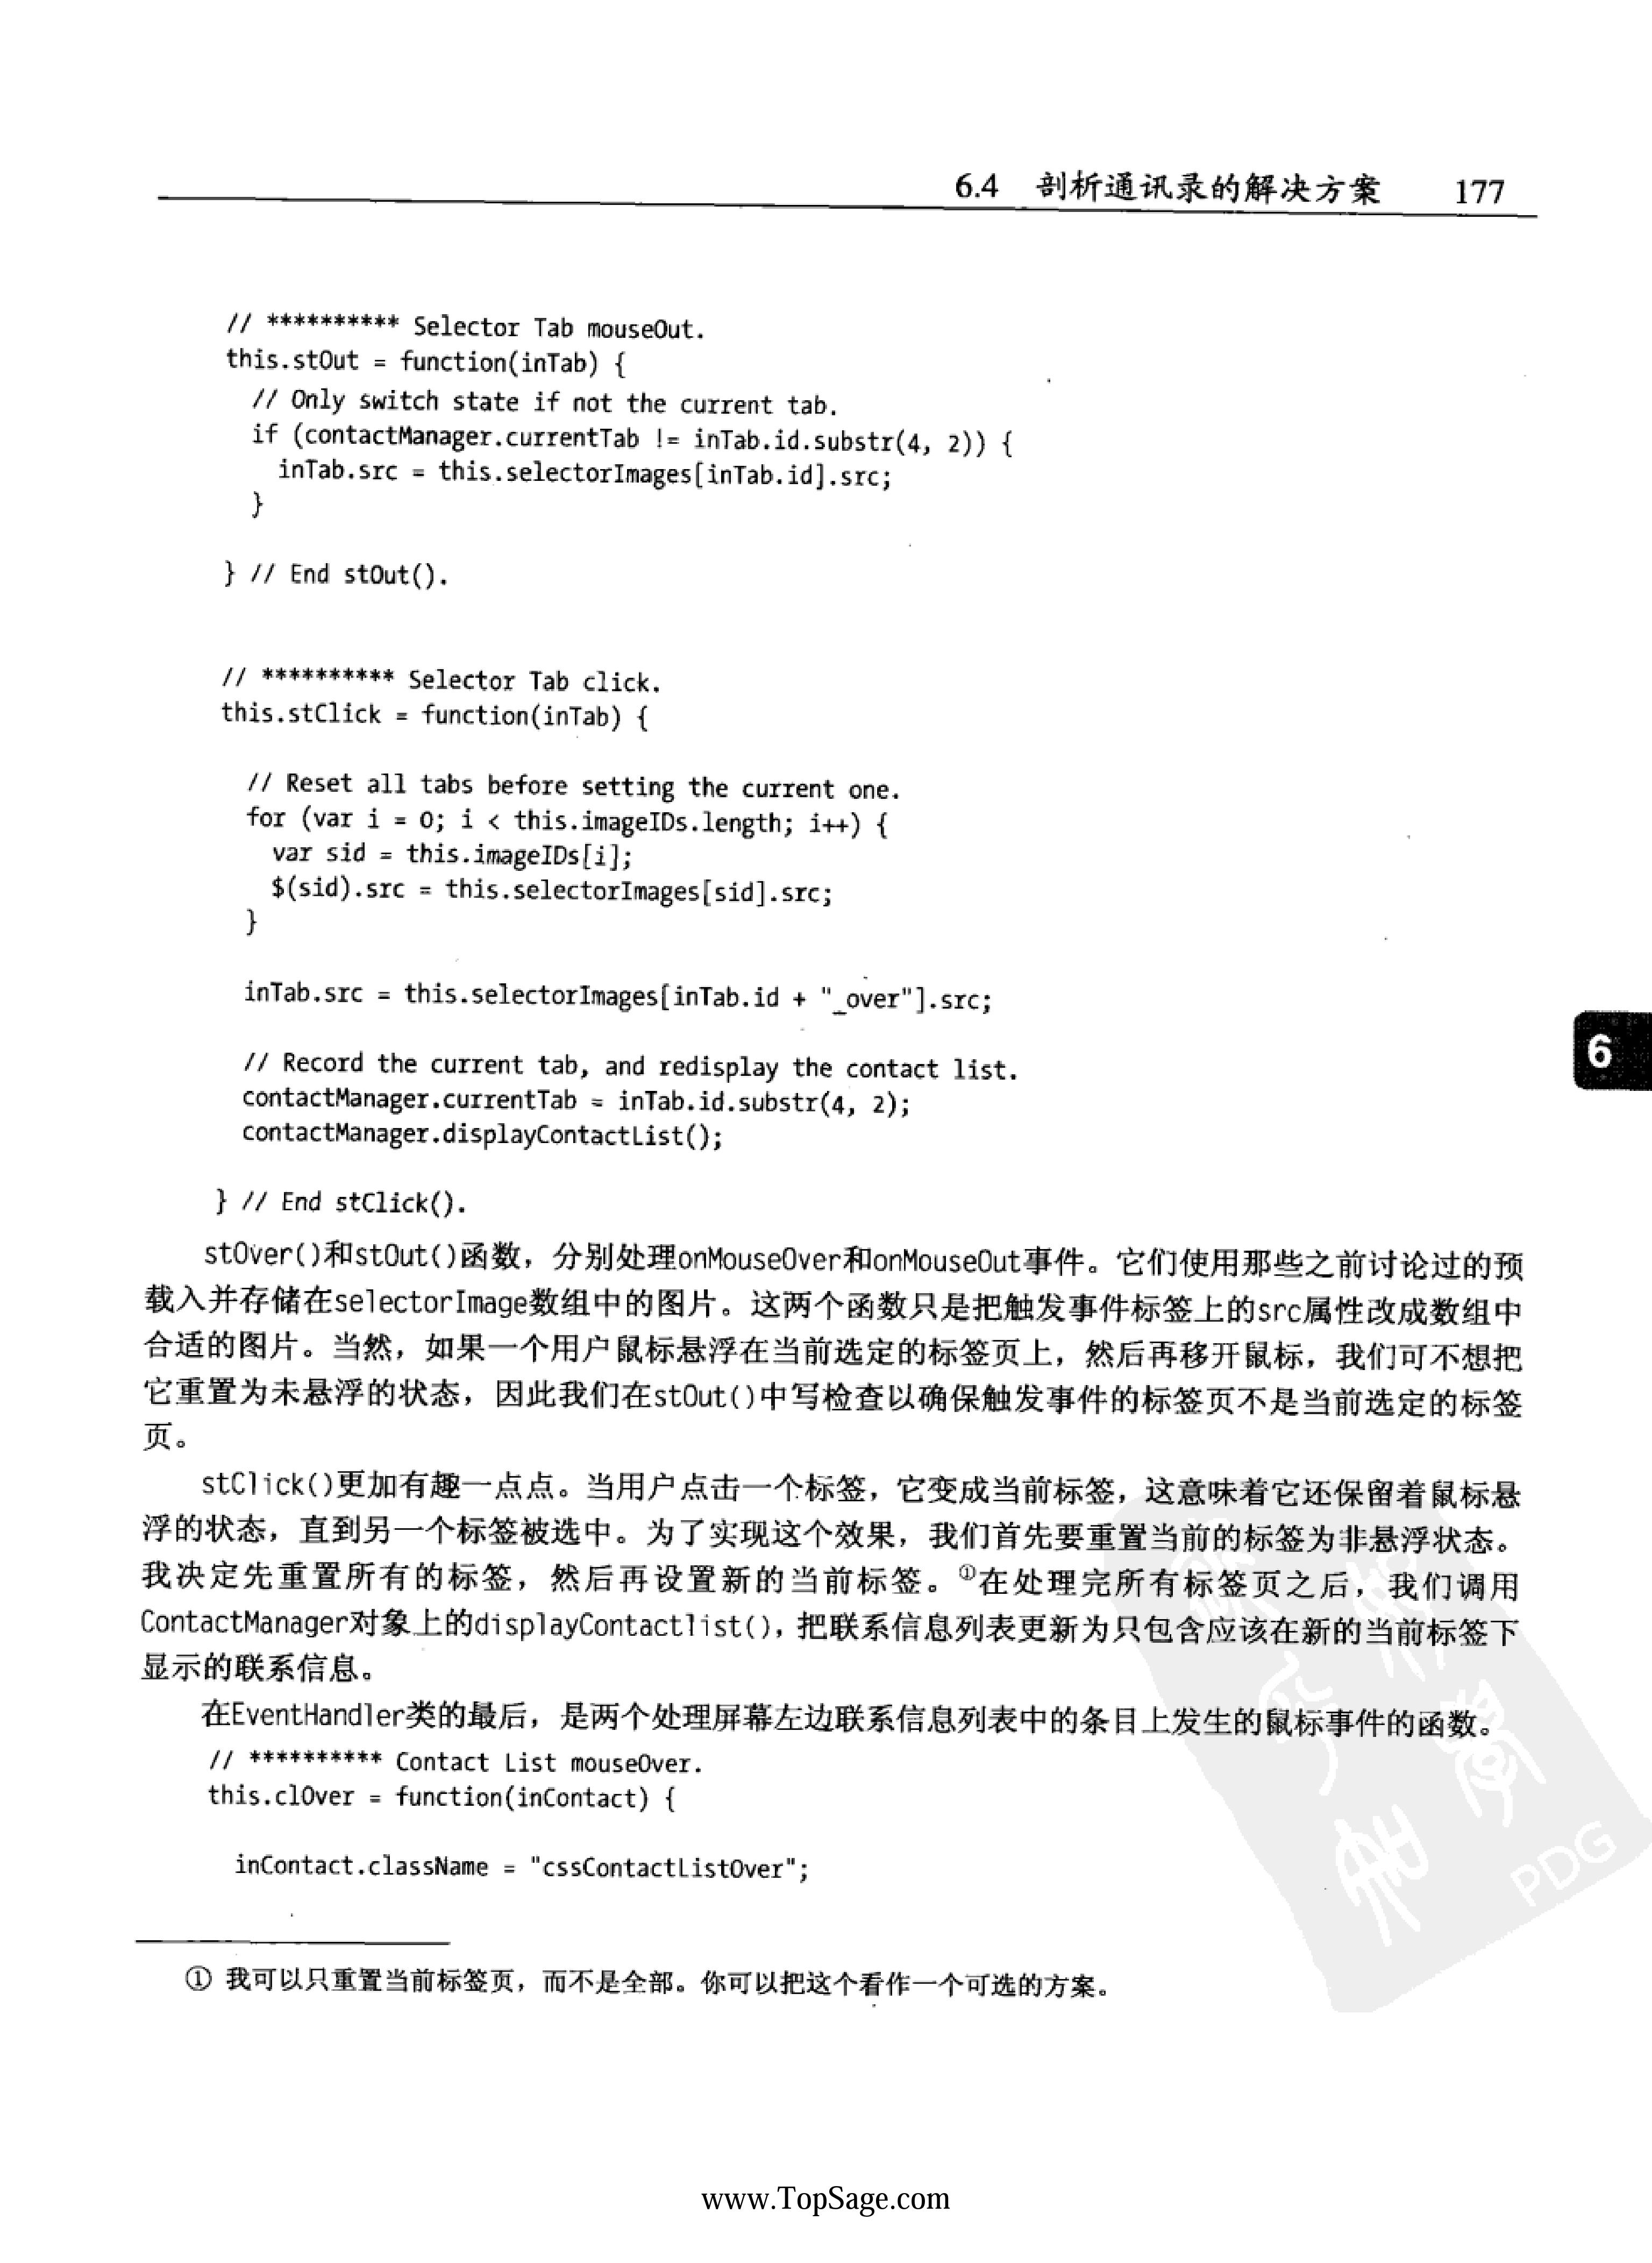 6.4 剖析通讯录的解决方案 177
// ********** Selector Tab mouseOut.
this.stOut = function(inTab) {
// Only switch state if not the current tab.
if (contactManager.currentTab != inTab.id.substr(4, 2)) {
inTab.src = this.selectorImages[inTab.id].src;
}
} // End stOut().
// ********** Selector Tab click.
this.stClick = function(inTab) {
// Reset all tabs before setting the current one.
for (var i = 0; i < this.imageIDs.length; i++) {
var sid = this.imageIDs[i];
$(sid).src = this.selectorImages[sid].src;
}
inTab.src = this.selectorImages[inTab.id + "_over"].src;
// Record the current tab, and redisplay the contact list.
contactManager.currentTab = inTab.id.substr(4, 2);
contactManager.displayContactList();
} // End stClick().
6
stOver()和stOut()函数，分别处理onMouseOver和onMouseOut事件。它们使用那些之前讨论过的预
载入并存储在selectorImage数组中的图片。这两个函数只是把触发事件标签上的src属性改成数组中
合适的图片。当然，如果一个用户鼠标悬浮在当前选定的标签页上，然后再移开鼠标，我们可不想把
它重置为未悬浮的状态，因此我们在stOut()中写检查以确保触发事件的标签页不是当前选定的标签
页。
stClick()更加有趣一点点。当用户点击一个标签，它变成当前标签，这意味着它还保留着鼠标悬
浮的状态，直到另一个标签被选中。为了实现这个效果，我们首先要重置当前的标签为非悬浮状态。
我决定先重置所有的标签，然后再设置新的当前标签。①在处理完所有标签页之后，我们调用
ContactManager对象上的displayContactlist()，把联系信息列表更新为只包含应该在新的当前标签下
显示的联系信息。
在EventHandler类的最后，是两个处理屏幕左边联系信息列表中的条目上发生的鼠标事件的函数。
// ********** Contact List mouseOver.
this.clOver = function(inContact) {
inContact.className = "cssContactListOver";
PDG
① 我可以只重置当前标签页，而不是全部。你可以把这个看作一个可选的方案。
www.TopSage.com